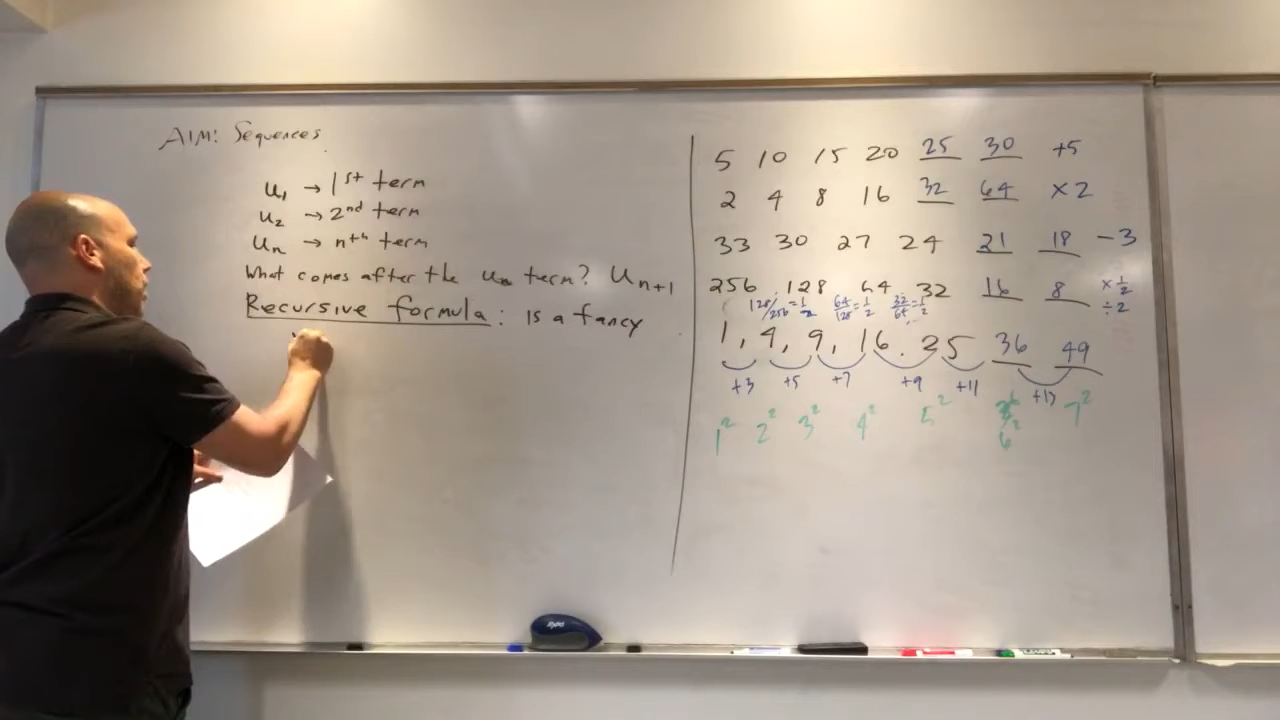 AIM: Sequences
u₁ → 1st term
u₂ → 2nd term
uₙ → nth term
What comes after the uₙ term? Uₙ₊₁
Recursive formula: is a fancy
5 10 15 20 25 30 +5
2 4 8 16 32 64 ×2
33 30 27 24 21 18 -3
256 128 64 32 16 8 ×1/2
÷2
128/256 = 1/2 64/128 = 1/2 32/64 = 1/2
1, 4, 9, 16, 25 36 49
+3 +5 +7 +9 +11 +13
1² 2² 3² 4² 5² 6² 7²
EXPO